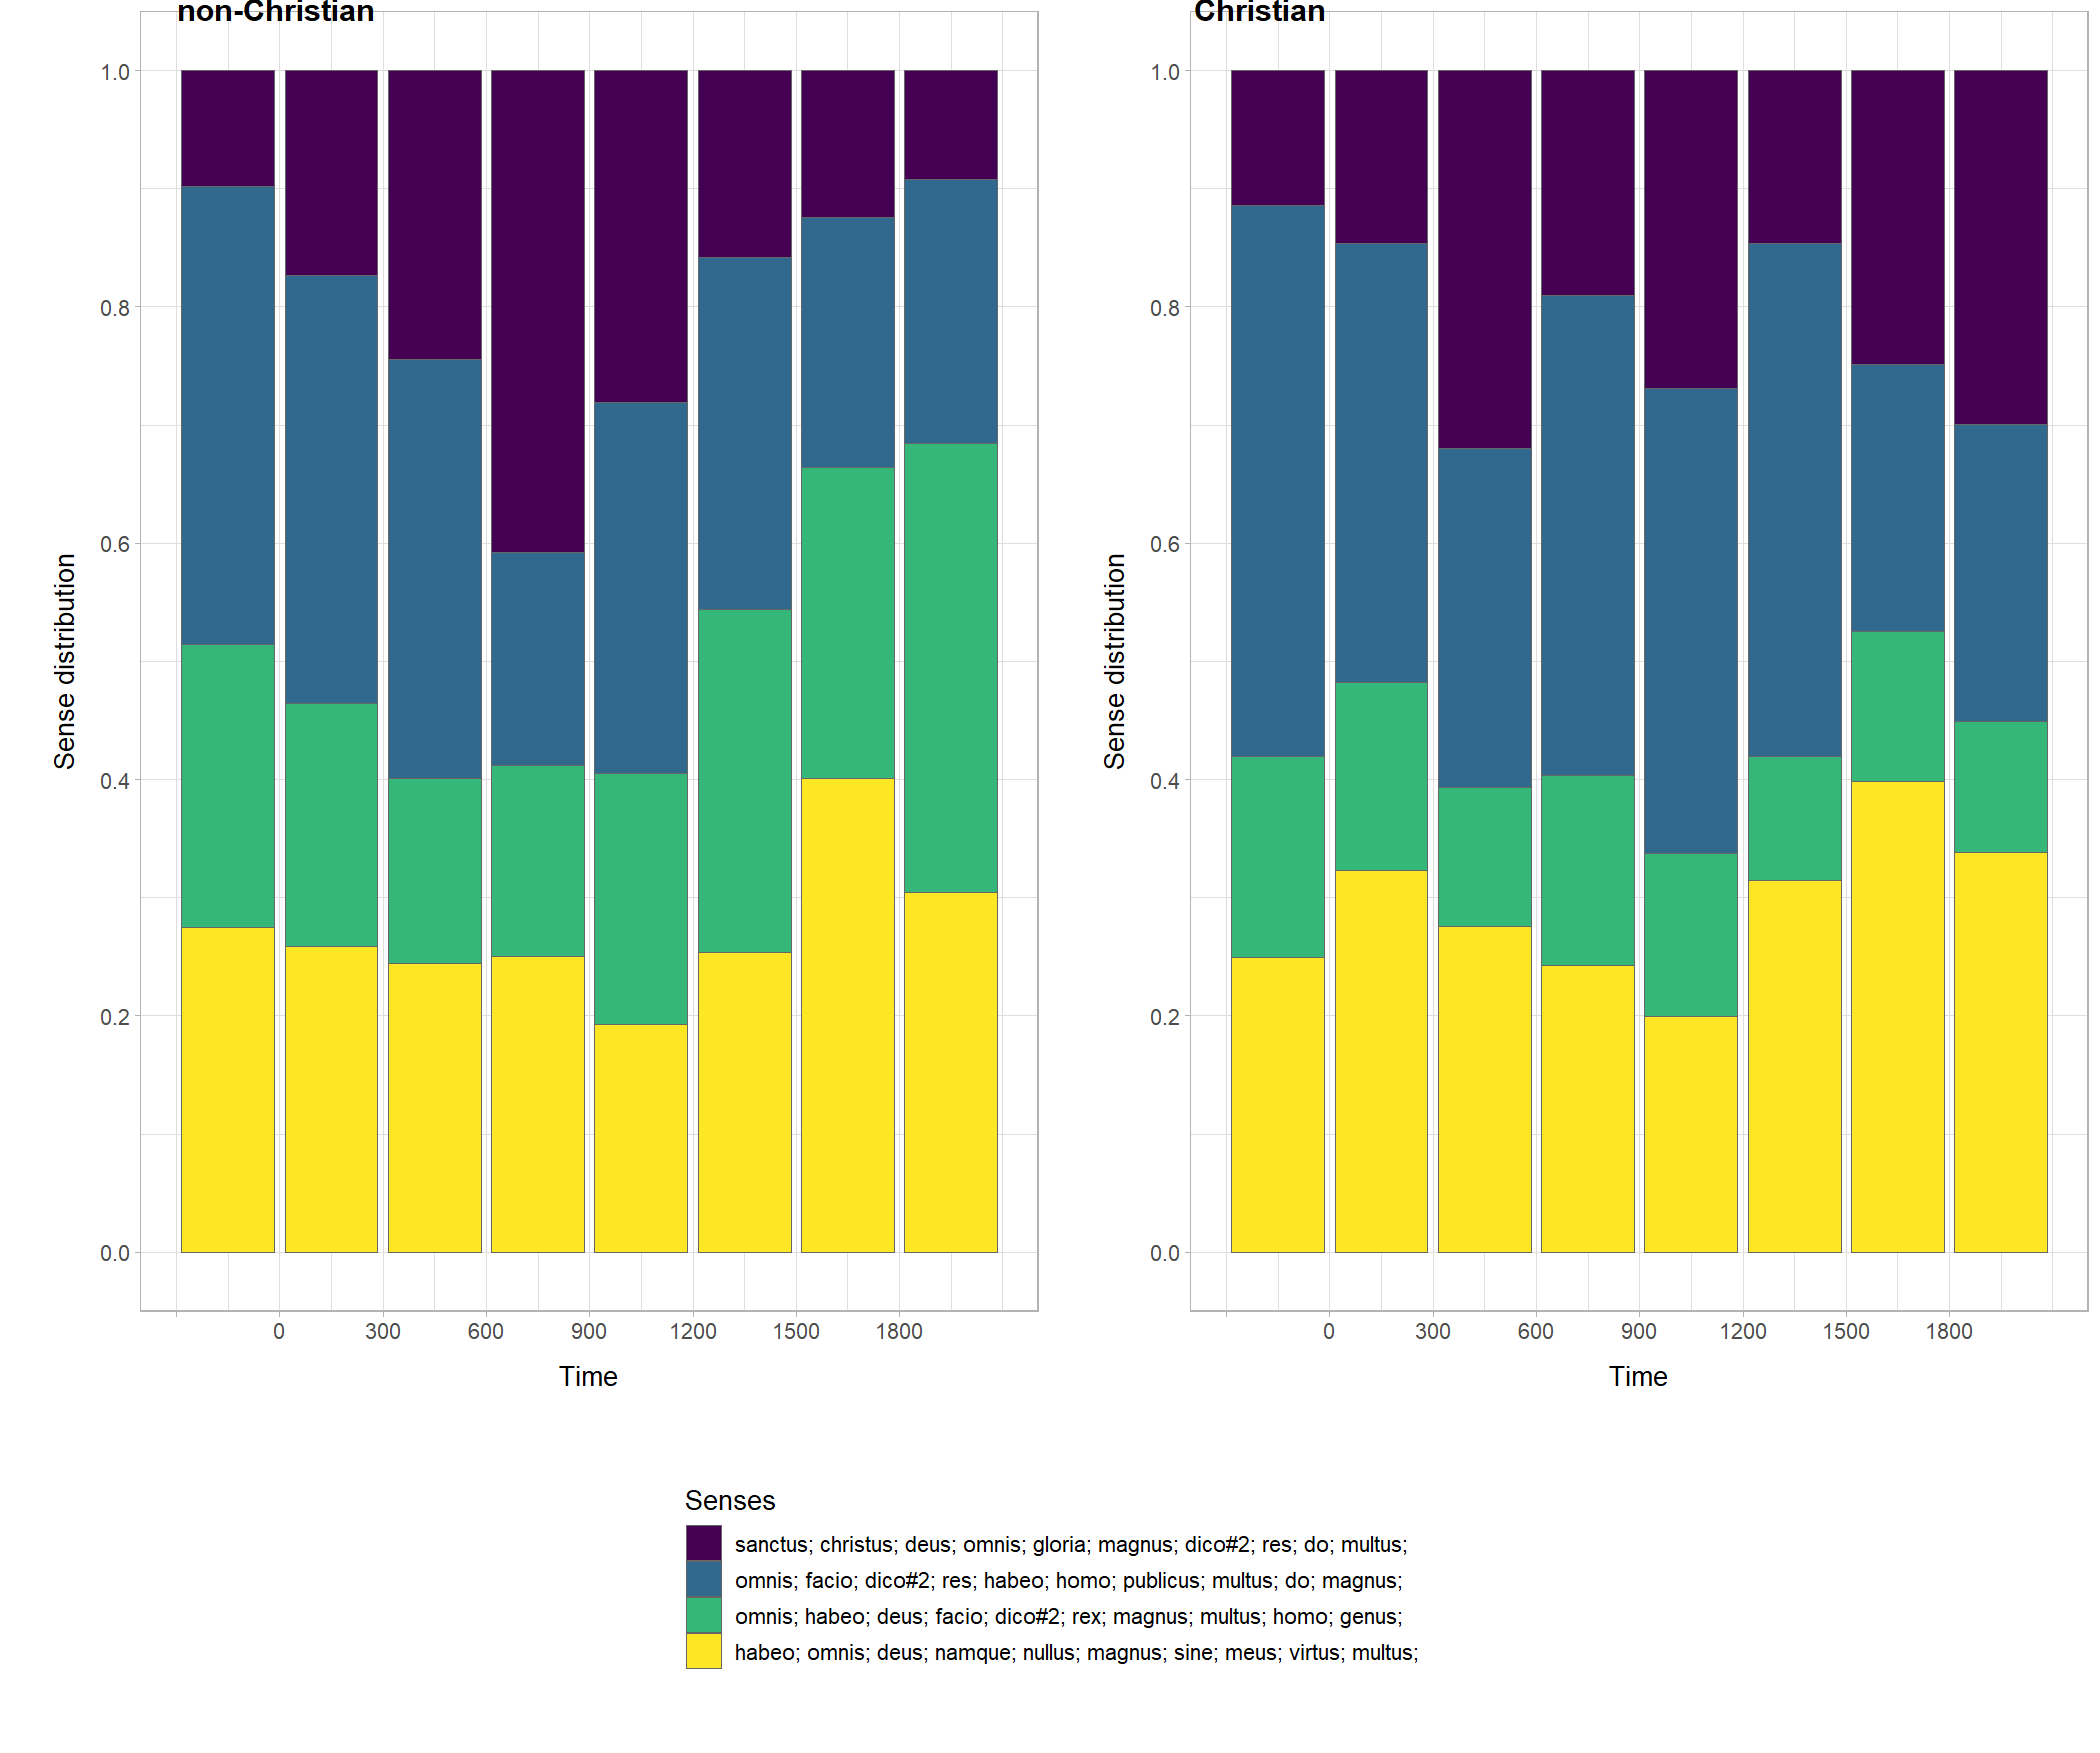 non-Christian
1.0
0.8
0.6
0.4
0.2
0.0
Sense distribution
0 300 600 900 1200 1500 1800
Time
Christian
1.0
0.8
0.6
0.4
0.2
0.0
Sense distribution
0 300 600 900 1200 1500 1800
Time
Senses
sanctus; christus; deus; omnis; gloria; magnus; dico#2; res; do; multus;
omnis; facio; dico#2; res; habeo; homo; publicus; multus; do; magnus;
omnis; habeo; deus; facio; dico#2; rex; magnus; multus; homo; genus;
habeo; omnis; deus; namque; nullus; magnus; sine; meus; virtus; multus;